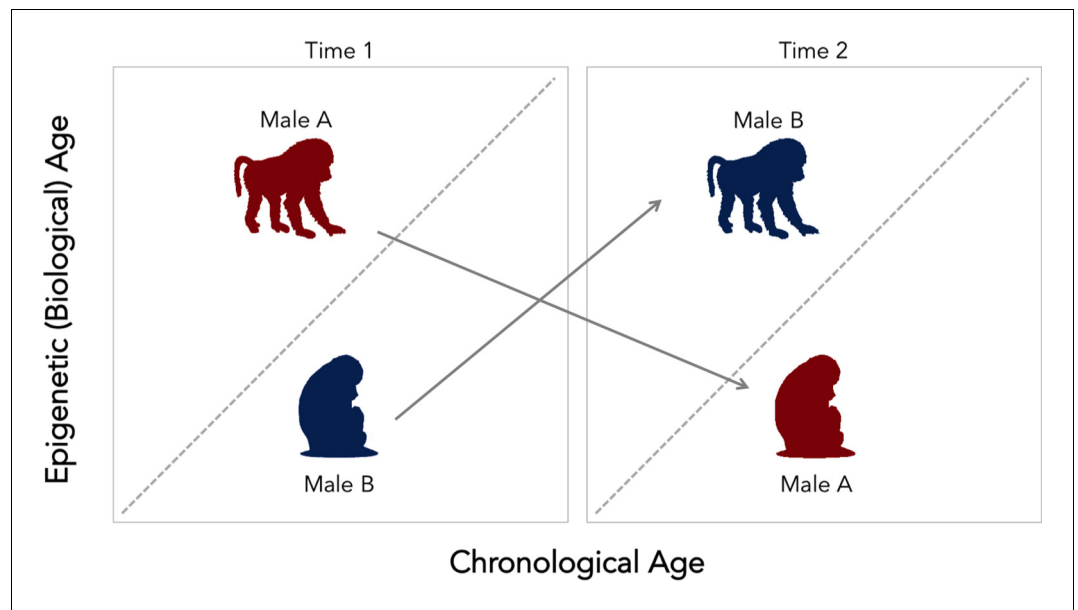 Time 1
Time 2
Male A
Male B
Epigenetic (Biological) Age
Male B
Male A
Chronological Age